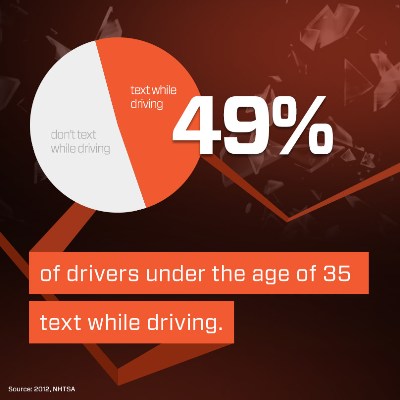 text while
driving
49%
don't text
while driving
of drivers under the age of 35
text while driving.
Source: 2012, NHTSA